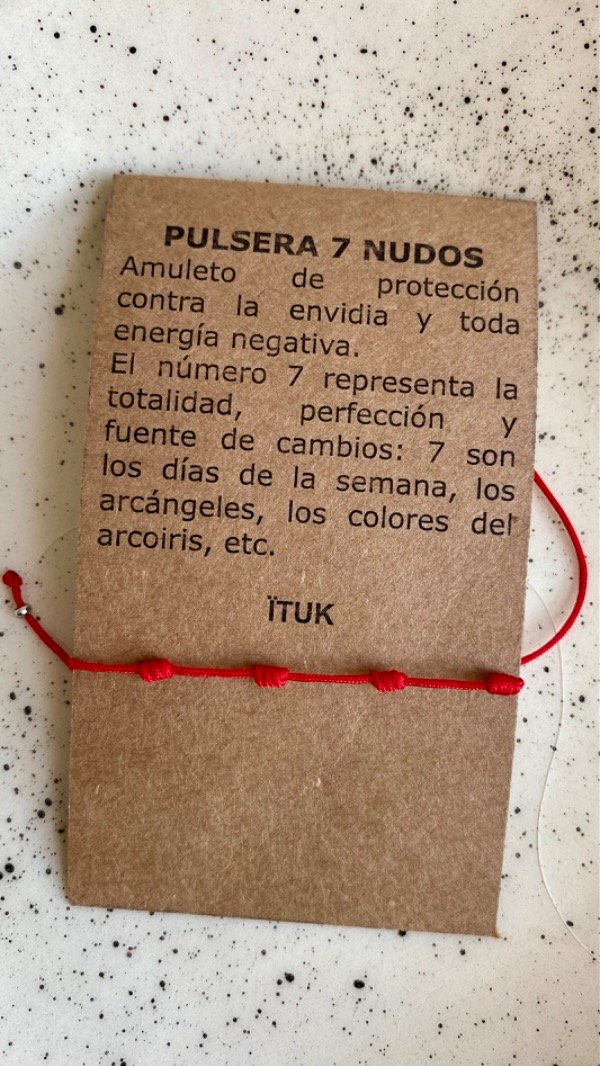 PULSERA 7 NUDOS
Amuleto de protección
contra la envidia y toda
energía negativa.
El número 7 representa la
totalidad, perfección y
fuente de cambios: 7 son
los días de la semana, los
arcángeles, los colores del
arcoiris, etc.
ÏTUK